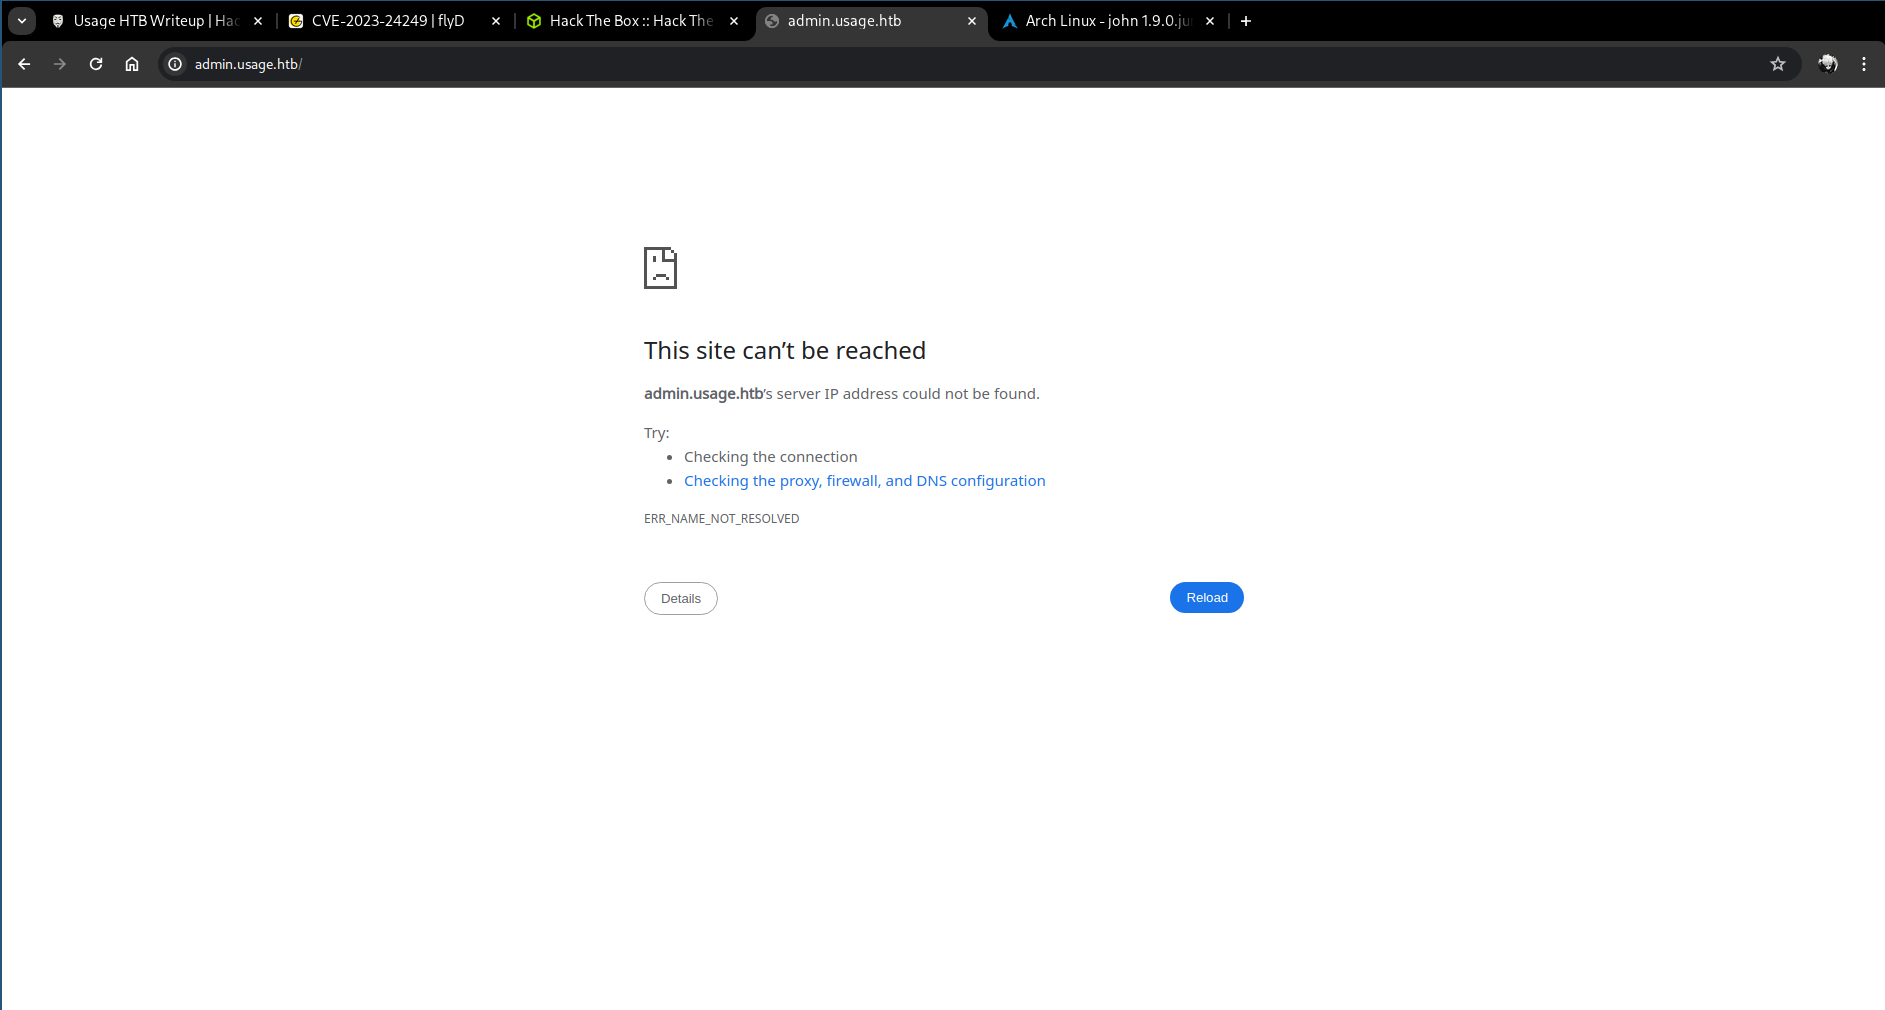 Usage HTB Writeup | Hac
CVE-2023-24249 | flyD
Hack The Box :: Hack The
admin.usage.htb
Arch Linux - john 1.9.0.ju
admin.usage.htb/
This site can’t be reached
admin.usage.htb’s server IP address could not be found.
Try:
Checking the connection
Checking the proxy, firewall, and DNS configuration
ERR_NAME_NOT_RESOLVED
Details
Reload